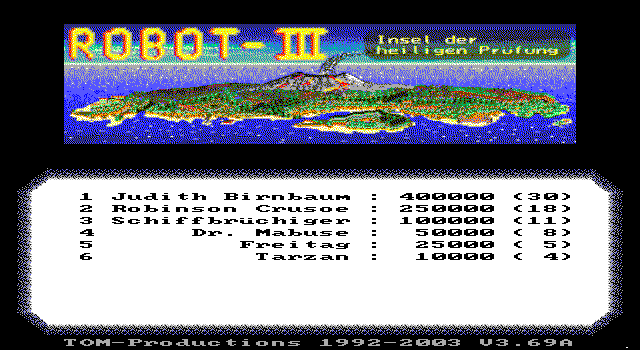 ROBOT-III
Insel der
heiligen Prüfung
1 Judith Birnbaum : 400000 (30)
2 Robinson Crusoe : 250000 (18)
3 Schiffbrüchiger : 100000 (11)
4 Dr. Mabuse : 50000 ( 8)
5 Freitag : 25000 ( 5)
6 Tarzan : 10000 ( 4)
TOM-Productions 1992-2003 V3.69A